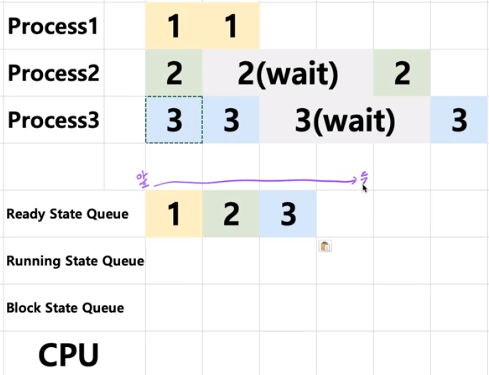 Process1 1 1
Process2 2 2(wait) 2
Process3 3 3 3(wait) 3
앞 뒤
Ready State Queue 1 2 3
Running State Queue
Block State Queue
CPU